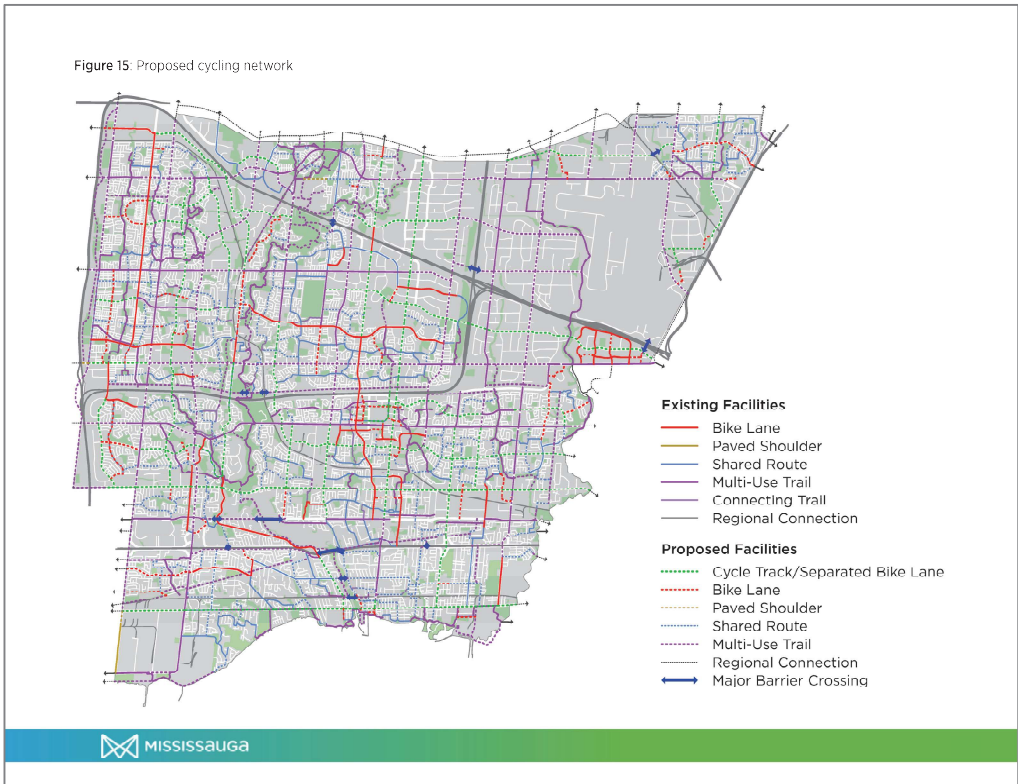 Figure 15: Proposed cycling network
Existing Facilities
Bike Lane
Paved Shoulder
Shared Route
Multi-Use Trail
Connecting Trail
Regional Connection
Proposed Facilities
Cycle Track/Separated Bike Lane
Bike Lane
Paved Shoulder
Shared Route
Multi-Use Trail
Regional Connection
Major Barrier Crossing
MISSISSauGa